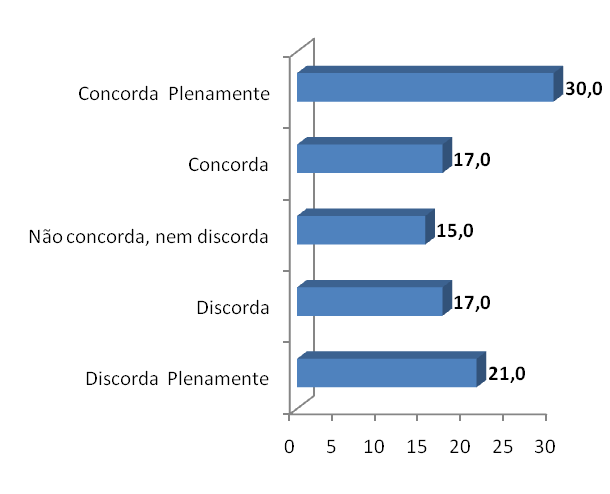 Concorda Plenamente 30,0
Concorda 17,0
Não concorda, nem discorda 15,0
Discorda 17,0
Discorda Plenamente 21,0
0 5 10 15 20 25 30